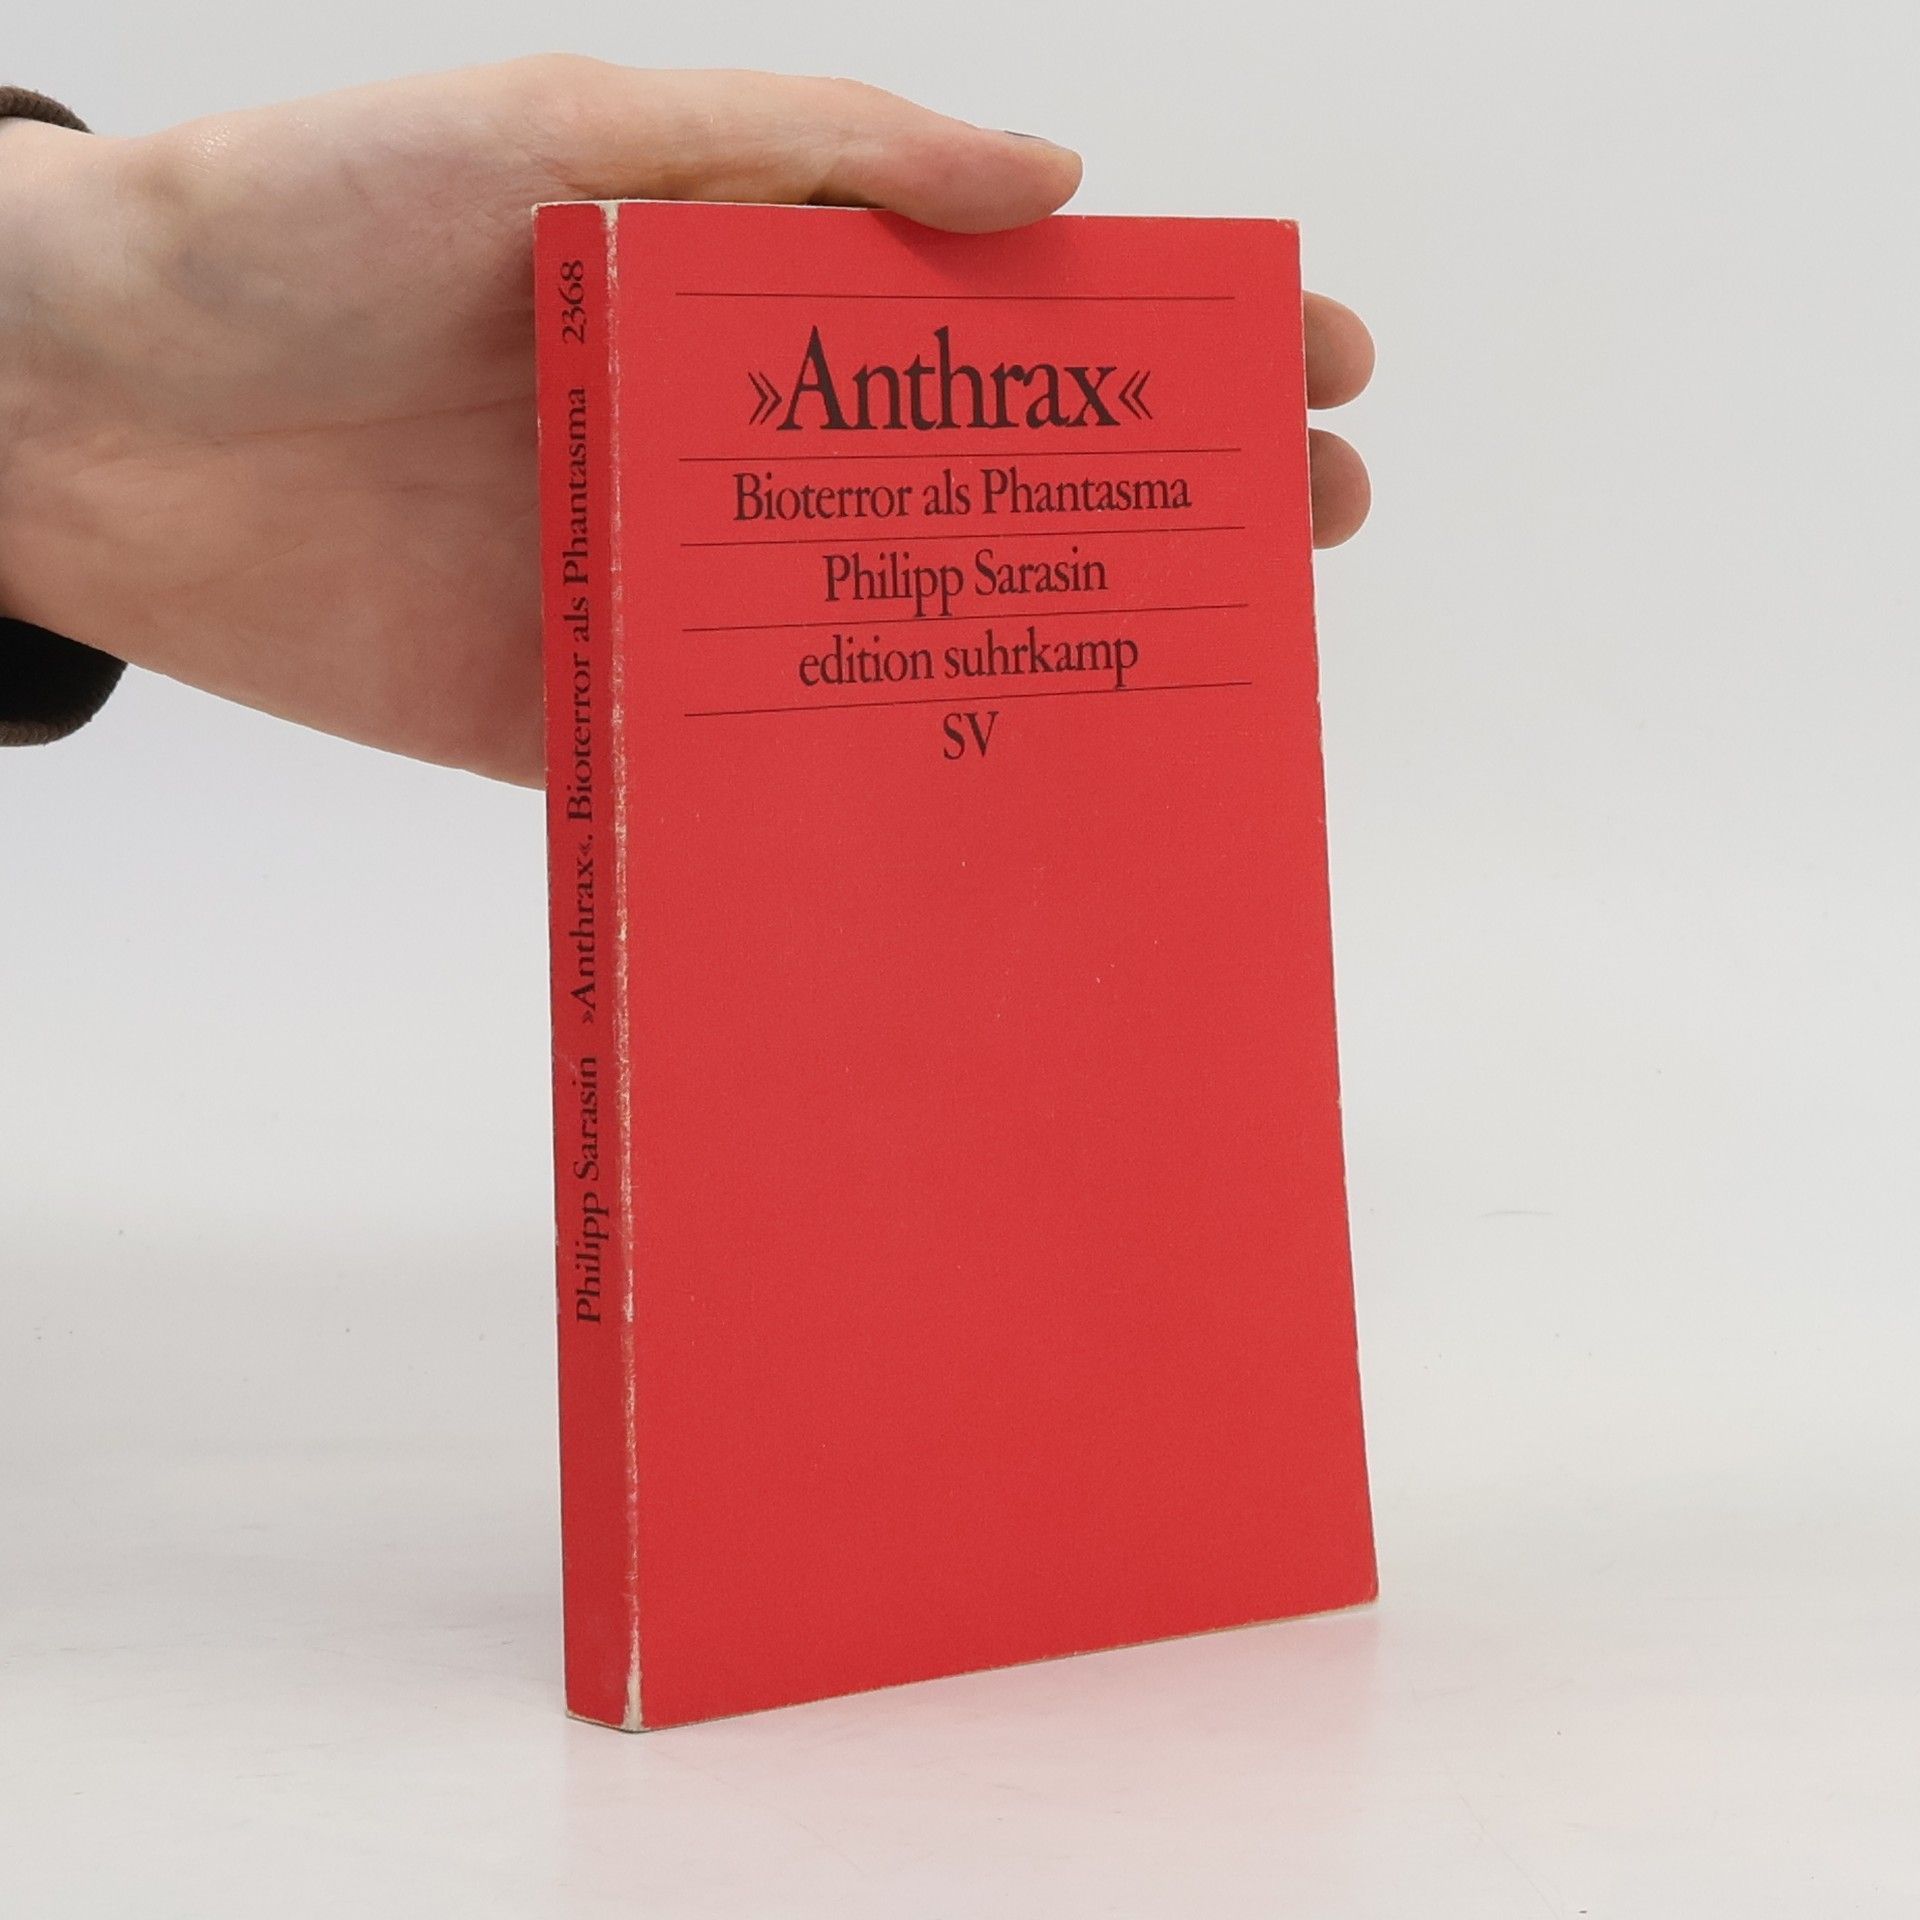 »Anthrax«
Bioterror als Phantasma
Philipp Sarasin
edition suhrkamp
SV
Philipp Sarasin »Anthrax«. Bioterror als Phantasma 2368